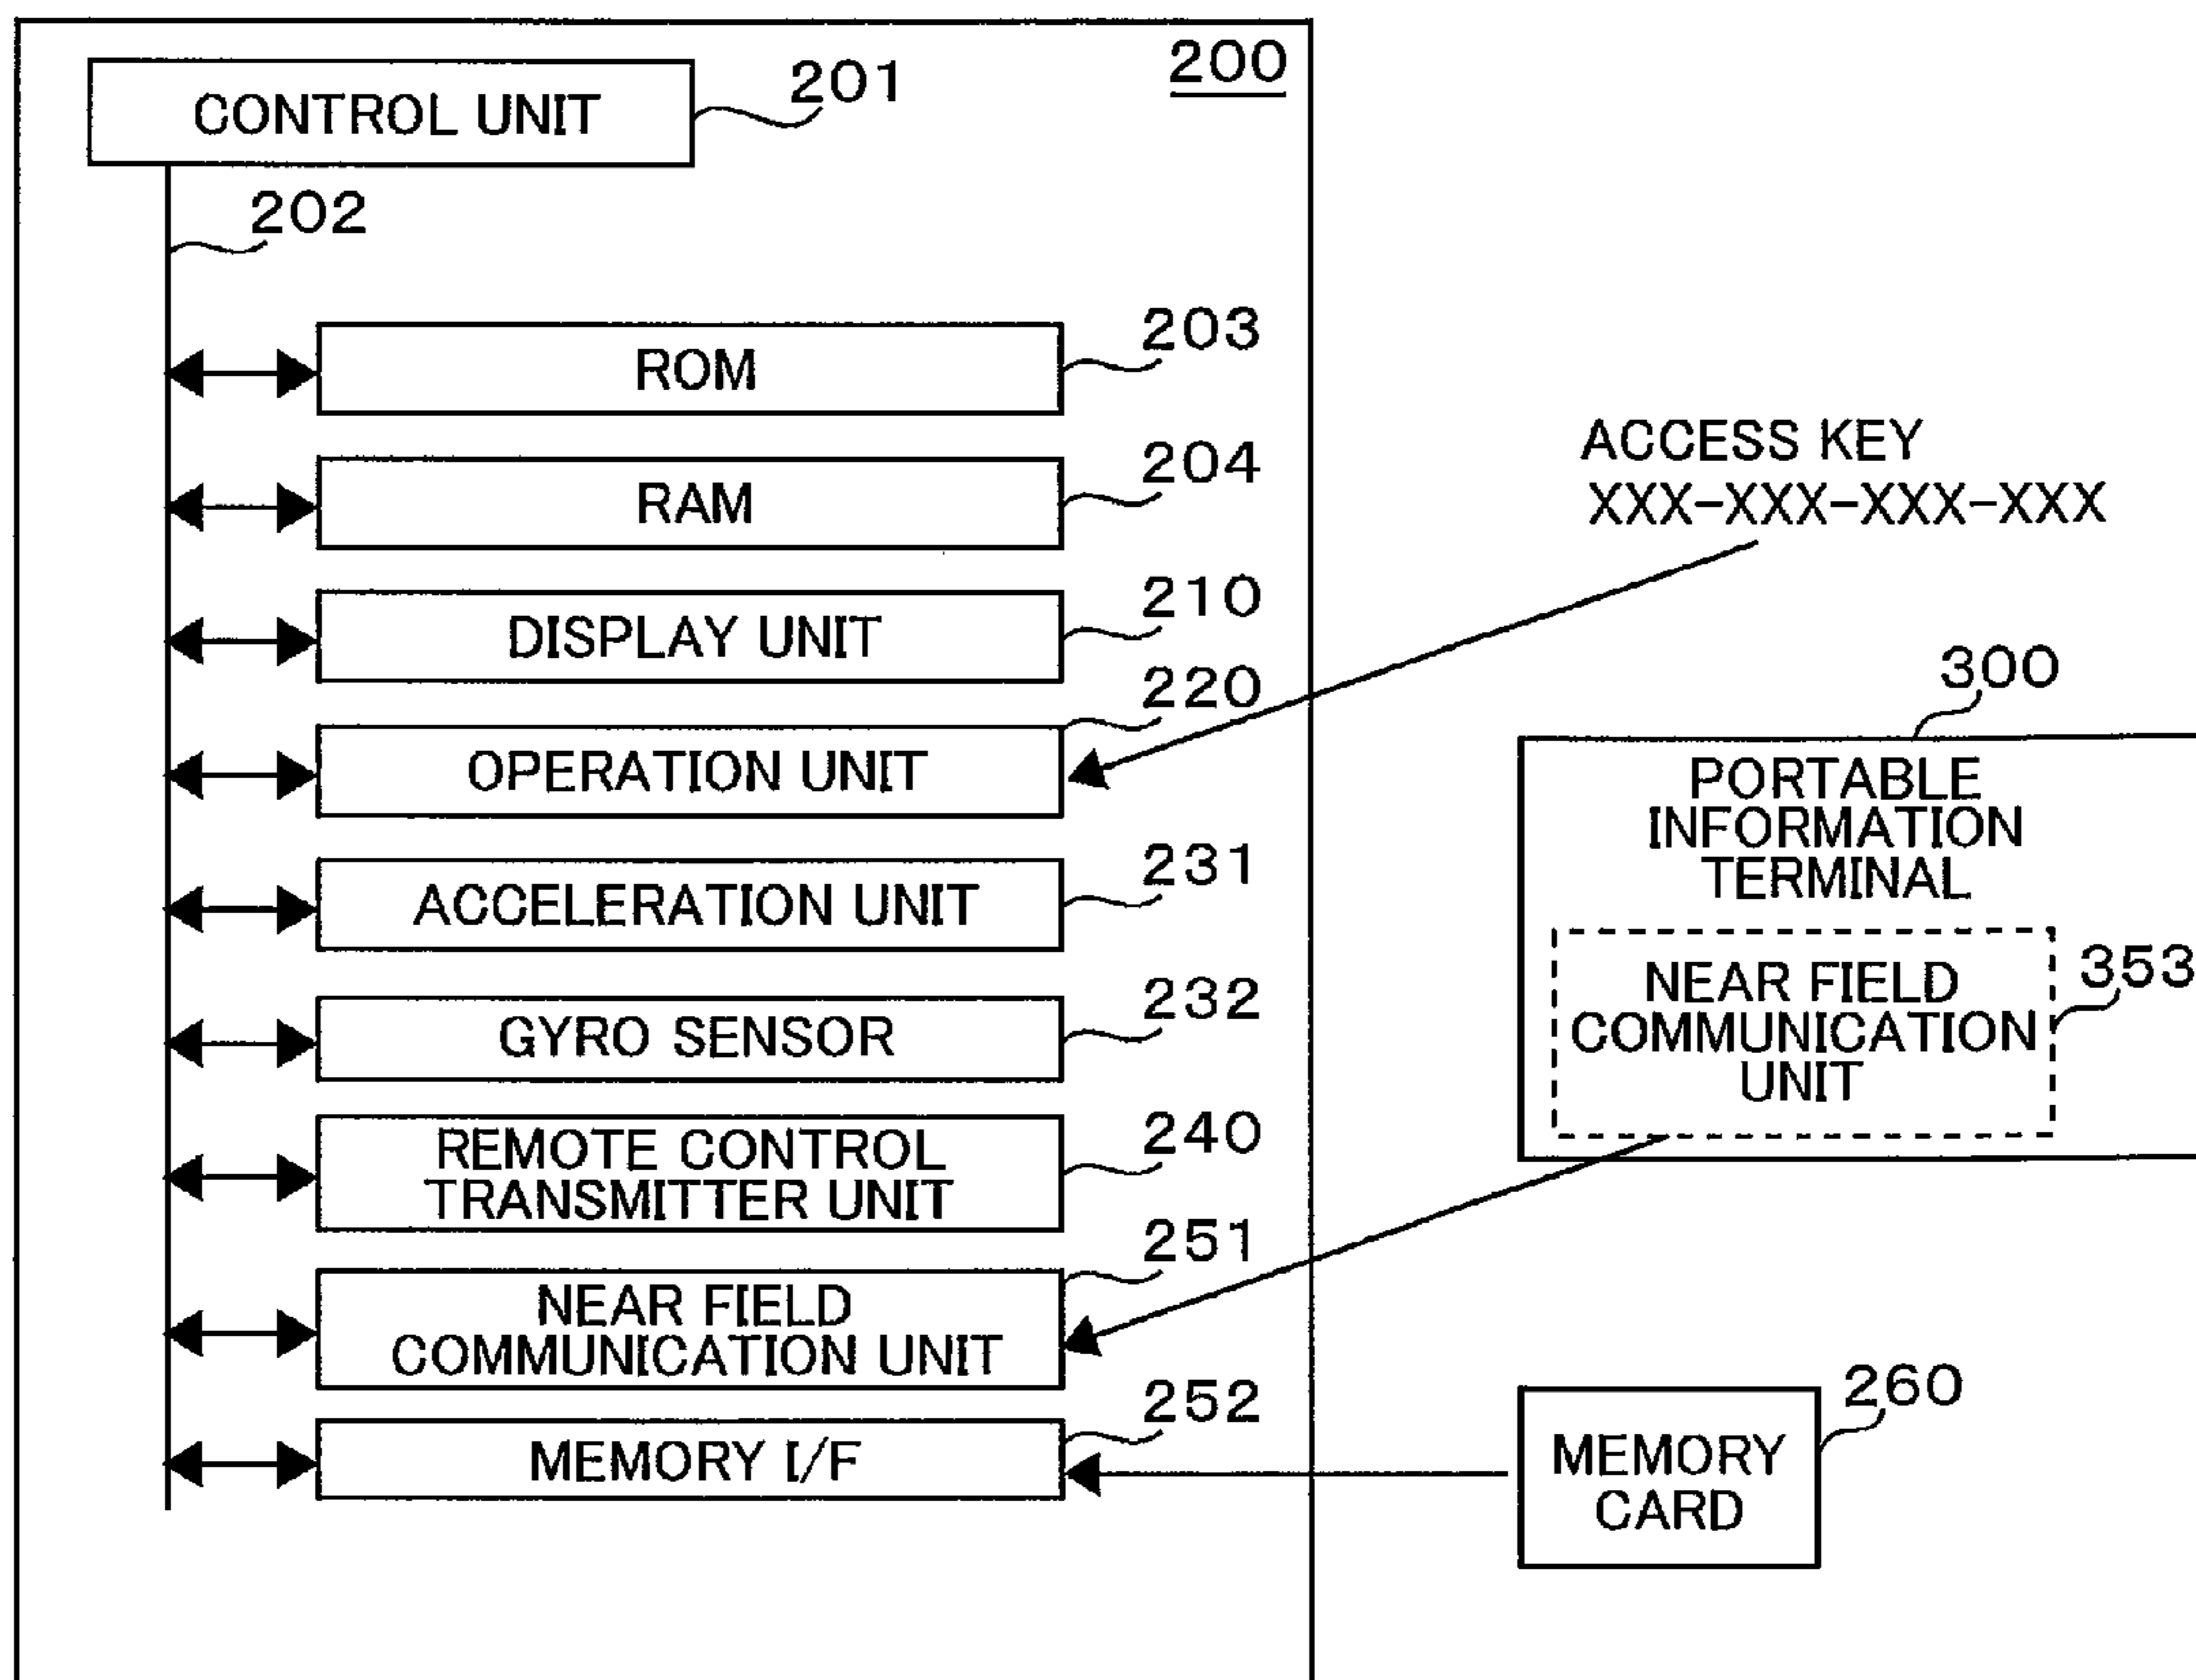 200
CONTROL UNIT
201
202
ROM
203
RAM
204
DISPLAY UNIT
210
OPERATION UNIT
220
ACCELERATION UNIT
231
GYRO SENSOR
232
REMOTE CONTROL
TRANSMITTER UNIT
240
NEAR FIELD
COMMUNICATION UNIT
251
MEMORY I/F
252
ACCESS KEY
XXX-XXX-XXX-XXX
300
PORTABLE
INFORMATION
TERMINAL
NEAR FIELD
COMMUNICATION
UNIT
353
MEMORY
CARD
260